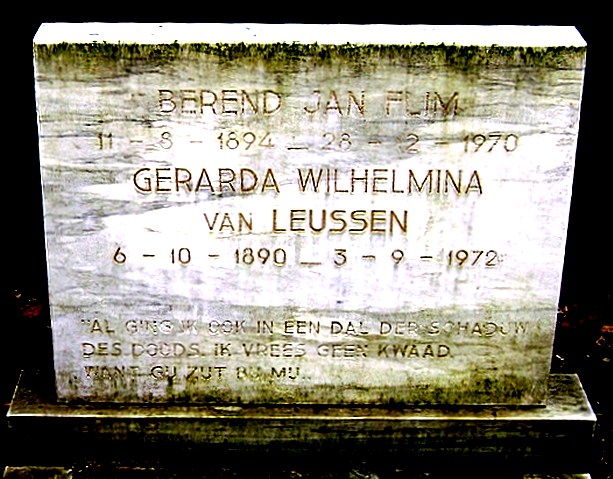 BEREND JAN FLIM
11 - 8 - 1894 _ 28 - 12 - 1970
GERARDA WILHELMINA
VAN LEUSSEN
6 - 10 - 1890 _ 3 - 9 - 1972
"AL GING IK OOK IN EEN DAL DER SCHADUW
DES DOODS, IK VREES GEEN KWAAD,
WANT GIJ ZIJT BIJ MIJ..